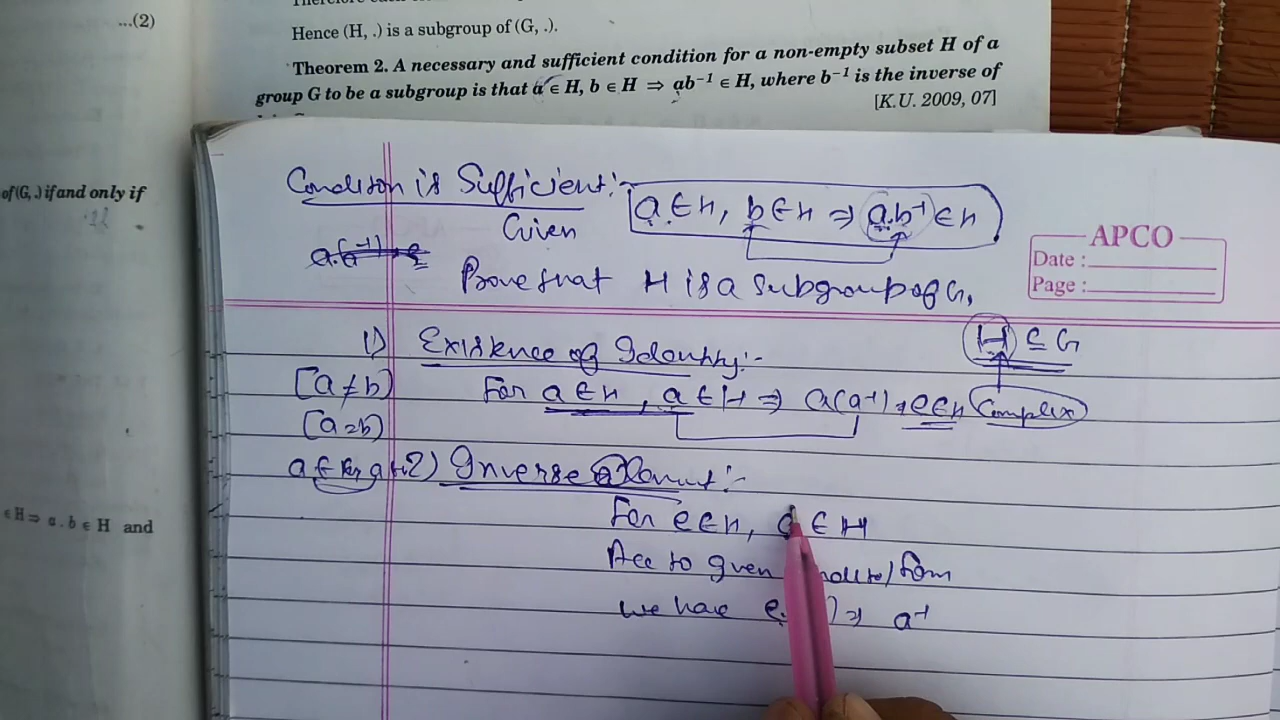 ...(2)
Hence (H, .) is a subgroup of (G, .).
Theorem 2. A necessary and sufficient condition for a non-empty subset H of a
group G to be a subgroup is that a ∈ H, b ∈ H ⇒ ab⁻¹ ∈ H, where b⁻¹ is the inverse of
[K.U. 2009, 07]
of (G, .) if and only if
∈ H ⇒ a . b ∈ H and
Condition is Sufficient :-
Given
a ∈ H, b ∈ H ⇒ a.b⁻¹ ∈ H
Prove that H is a subgroup of G,
APCO
Date :
Page :
1) Existence of Identity :-
H ⊆ G
[a ≠ b]
For a ∈ H, a ∈ H ⇒ a(a⁻¹) = e ∈ H
Complex
[a = b]
2) Inverse Element :-
For e ∈ H, a ∈ H
Acc to given
we have e. ⇒ a⁻¹